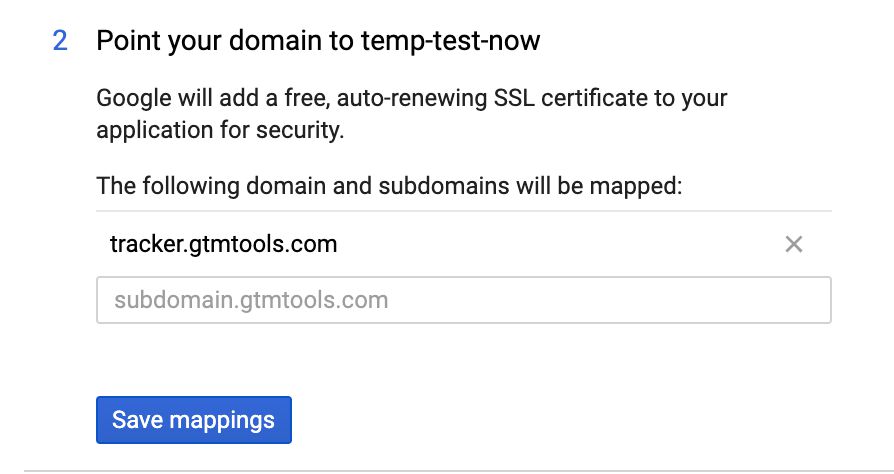 2 Point your domain to temp-test-now
Google will add a free, auto-renewing SSL certificate to your
application for security.
The following domain and subdomains will be mapped:
tracker.gtmtools.com
subdomain.gtmtools.com
Save mappings